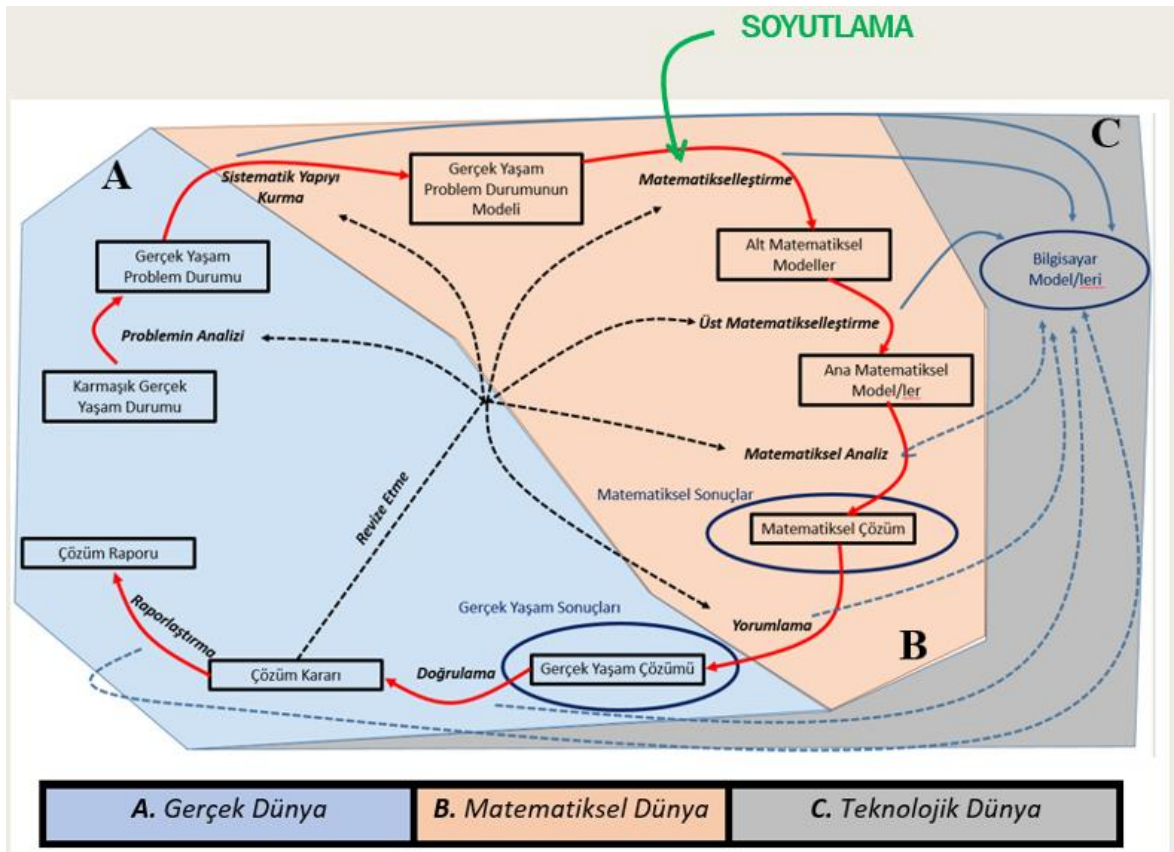 SOYUTLAMA
A
C
Sistematik Yapıyı
Kurma
Gerçek Yaşam
Problem Durumunun
Modeli
Matematikselleştirme
Gerçek Yaşam
Problem Durumu
Alt Matematiksel
Modeller
Bilgisayar
Model/leri
Problemin Analizi
Üst Matematikselleştirme
Karmaşık Gerçek
Yaşam Durumu
Ana Matematiksel
Model/ler
Matematiksel Analiz
Matematiksel Sonuçlar
Matematiksel Çözüm
Revize Etme
Çözüm Raporu
Gerçek Yaşam Sonuçları
Yorumlama
B
Raporlaştırma
Çözüm Kararı
Doğrulama
Gerçek Yaşam Çözümü
A. Gerçek Dünya
B. Matematiksel Dünya
C. Teknolojik Dünya